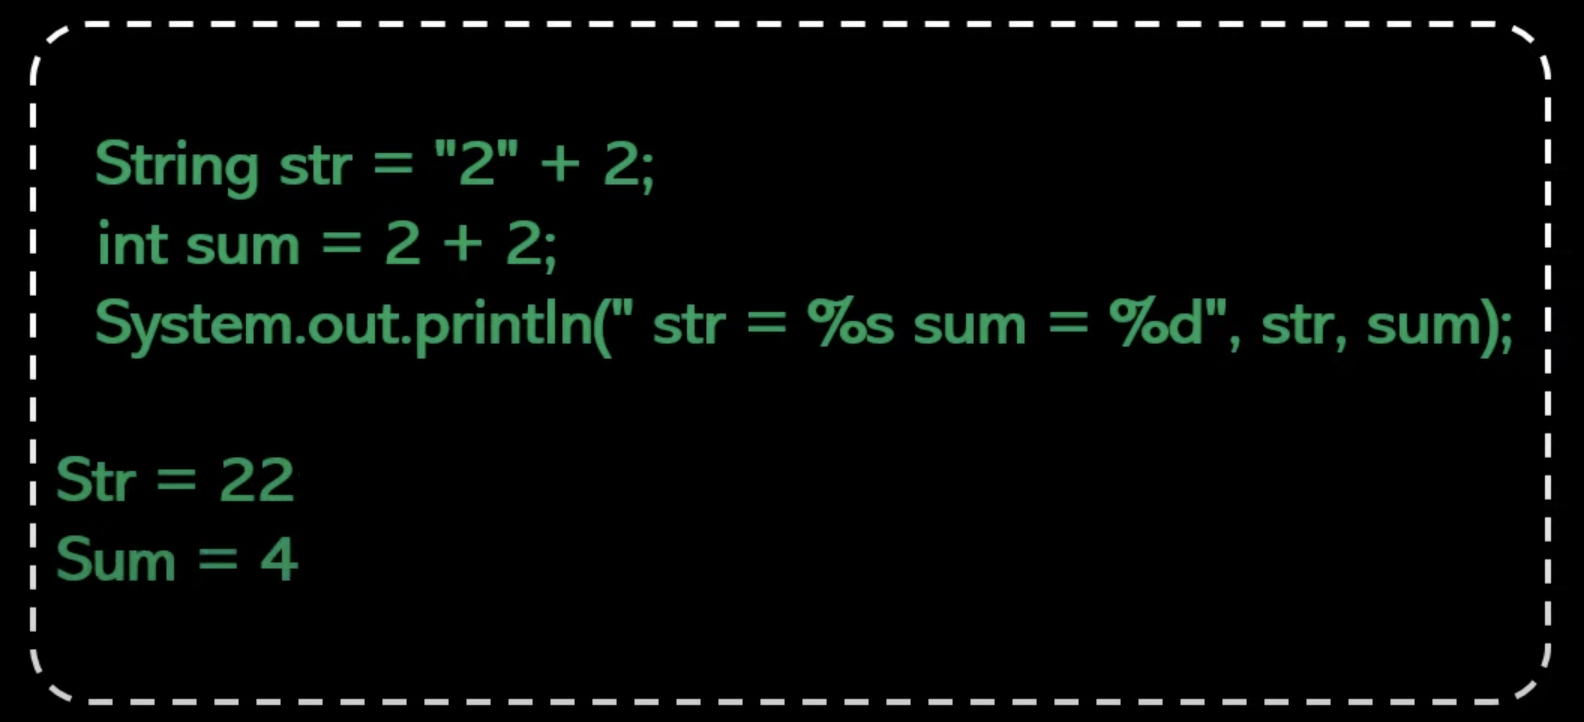 String str = "2" + 2;
int sum = 2 + 2;
System.out.println(" str = %s sum = %d", str, sum);
Str = 22
Sum = 4